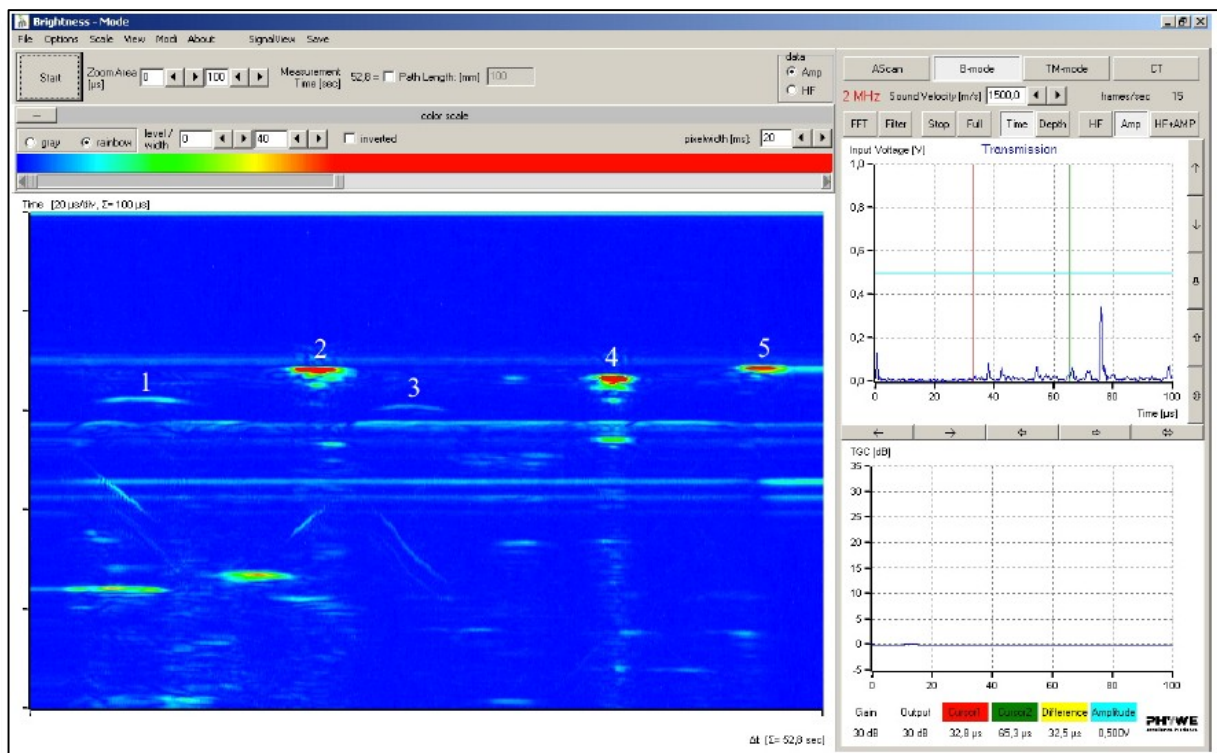 Brightness - Mode
File Options Scale View Modi About SignalView Save
Start
Zoom Area [µs] 0 100
Measurement Time [sec] 52,8 = Path Length: [mm] 100
data
Amp
HF
color scale
gray rainbow level / width 0 40 inverted pixelwidth [ms]: 20
Time [20 µs/div, Σ= 100 µs]
1
2
3
4
5
Δt [Σ= 52,8 sec]
AScan B-mode TM-mode CT
2 MHz Sound Velocity [m/s] 1500,0 frames/sec 15
FFT Filter Stop Full Time Depth HF Amp HF+AMP
Input Voltage [V] Transmission
1,0
0,8
0,6
0,4
0,2
0,0
0 20 40 60 80 100
Time [µs]
TGC [dB]
35
30
25
20
15
10
5
0
-5
0 20 40 60 80 100
Gain Output Cursor1 Cursor2 Difference Amplitude
30 dB 30 dB 32,8 µs 65,3 µs 32,5 µs 0,500V
PHYWE